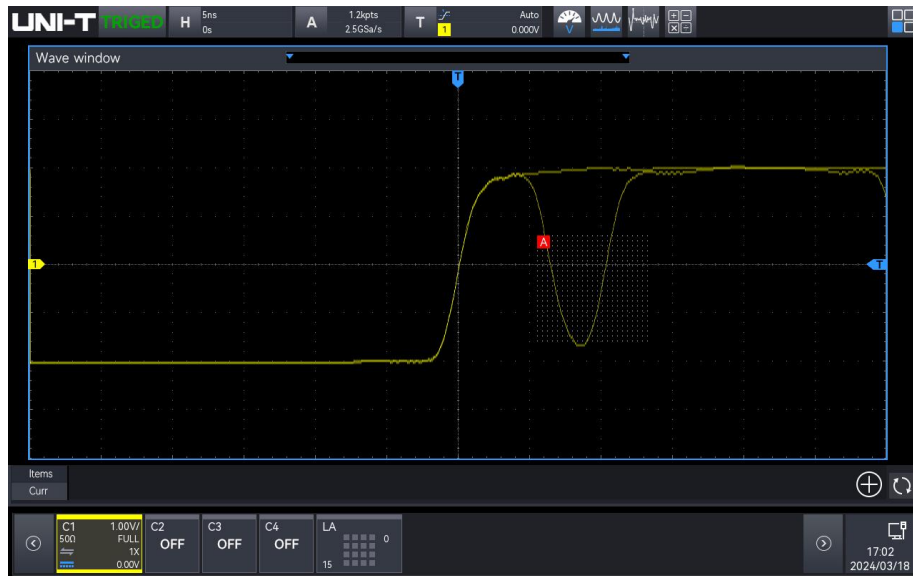 UNI-T TRIGED H 5ns 0s A 1.2kpts 2.5GSa/s T 1 Auto 0.000V
Wave window
T
A
1 T
Items
Curr
C1 1.00V/
50Ω FULL
1X
0.00V
C2 OFF
C3 OFF
C4 OFF
LA 0
15
17:02
2024/03/18